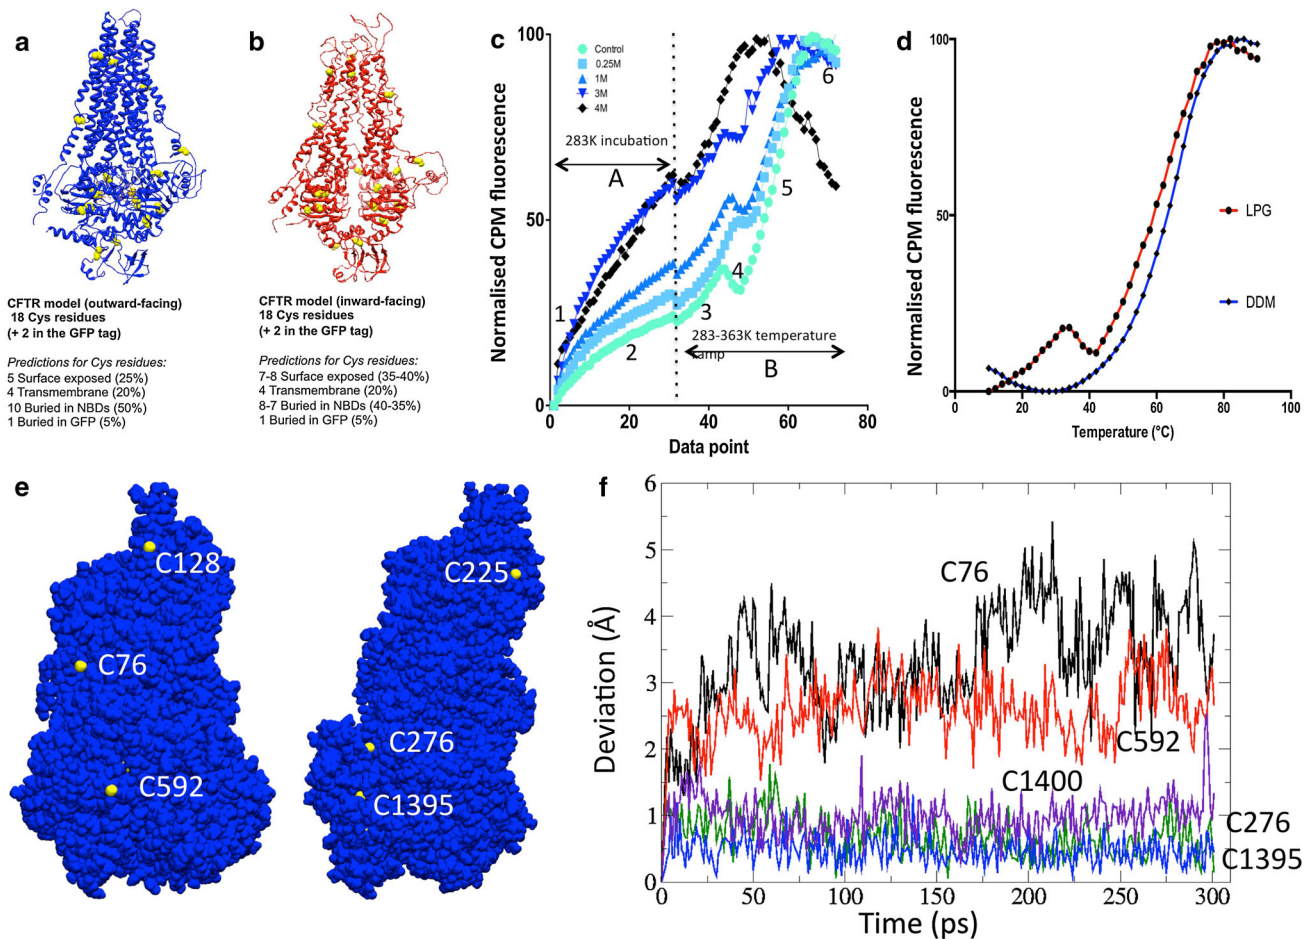 a
CFTR model (outward-facing)
18 Cys residues
(+ 2 in the GFP tag)
Predictions for Cys residues:
5 Surface exposed (25%)
4 Transmembrane (20%)
10 Buried in NBDs (50%)
1 Buried in GFP (5%)
b
CFTR model (inward-facing)
18 Cys residues
(+ 2 in the GFP tag)
Predictions for Cys residues:
7-8 Surface exposed (35-40%)
4 Transmembrane (20%)
8-7 Buried in NBDs (40-35%)
1 Buried in GFP (5%)
c
Normalised CPM fluorescence
100
50
0
Control
0.25M
1M
3M
4M
283K incubation
A
1
2
3
4
5
6
283-363K temperature
ramp
B
0
20
40
60
80
Data point
d
Normalised CPM fluorescence
100
50
0
LPG
DDM
0
20
40
60
80
100
Temperature (°C)
e
C128
C76
C592
C225
C276
C1395
f
Deviation (Å)
6
5
4
3
2
1
0
C76
C592
C1400
C276
C1395
0
50
100
150
200
250
300
Time (ps)